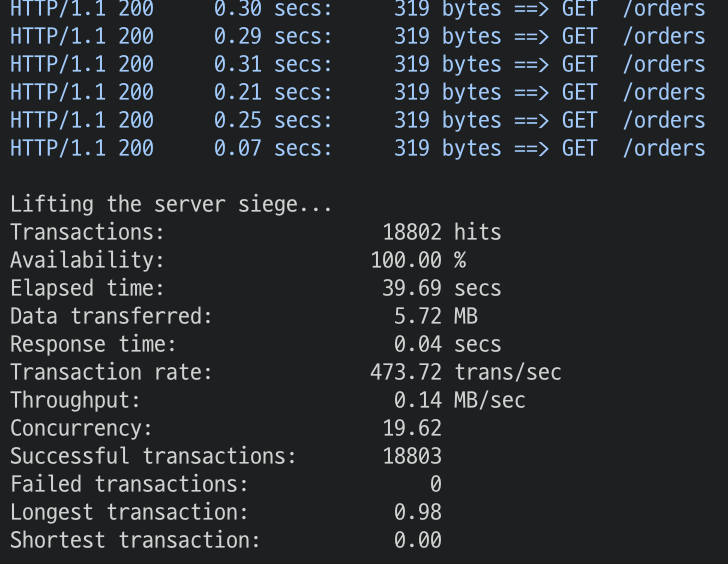 HTTP/1.1 200     0.30 secs:     319 bytes ==> GET  /orders
HTTP/1.1 200     0.29 secs:     319 bytes ==> GET  /orders
HTTP/1.1 200     0.31 secs:     319 bytes ==> GET  /orders
HTTP/1.1 200     0.21 secs:     319 bytes ==> GET  /orders
HTTP/1.1 200     0.25 secs:     319 bytes ==> GET  /orders
HTTP/1.1 200     0.07 secs:     319 bytes ==> GET  /orders

Lifting the server siege...
Transactions:                  18802 hits
Availability:                 100.00 %
Elapsed time:                  39.69 secs
Data transferred:               5.72 MB
Response time:                  0.04 secs
Transaction rate:             473.72 trans/sec
Throughput:                     0.14 MB/sec
Concurrency:                   19.62
Successful transactions:       18803
Failed transactions:               0
Longest transaction:            0.98
Shortest transaction:           0.00